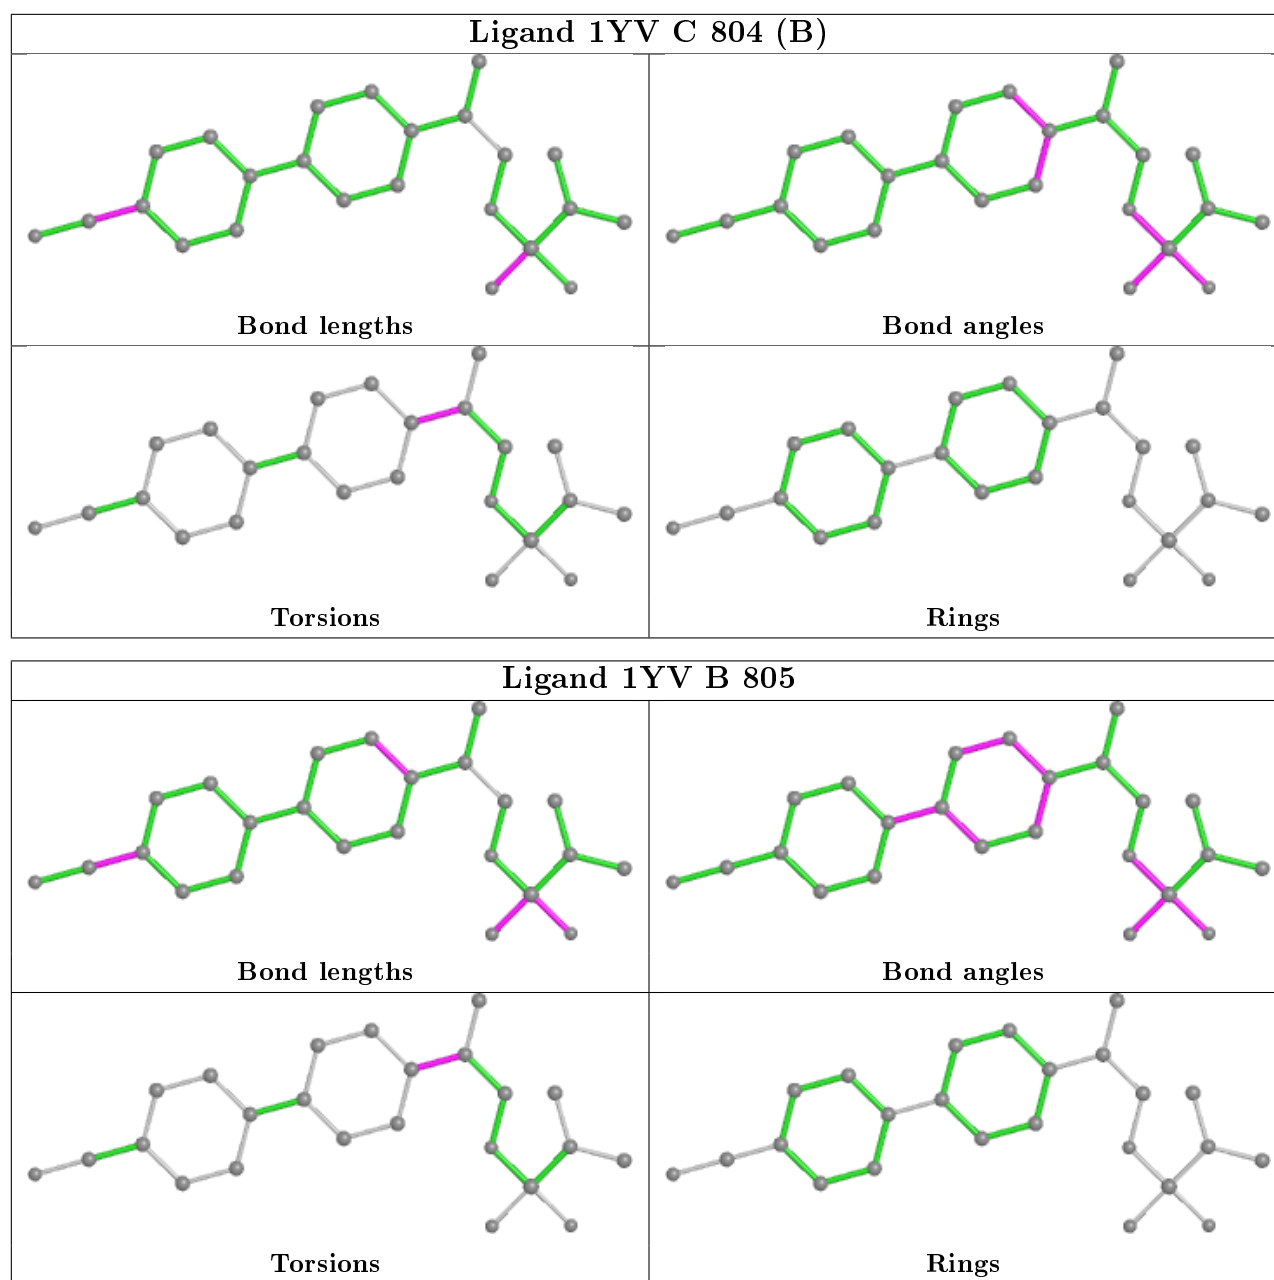 Ligand 1YV C 804 (B)
Bond lengths
Bond angles
Torsions
Rings
Ligand 1YV B 805
Bond lengths
Bond angles
Torsions
Rings